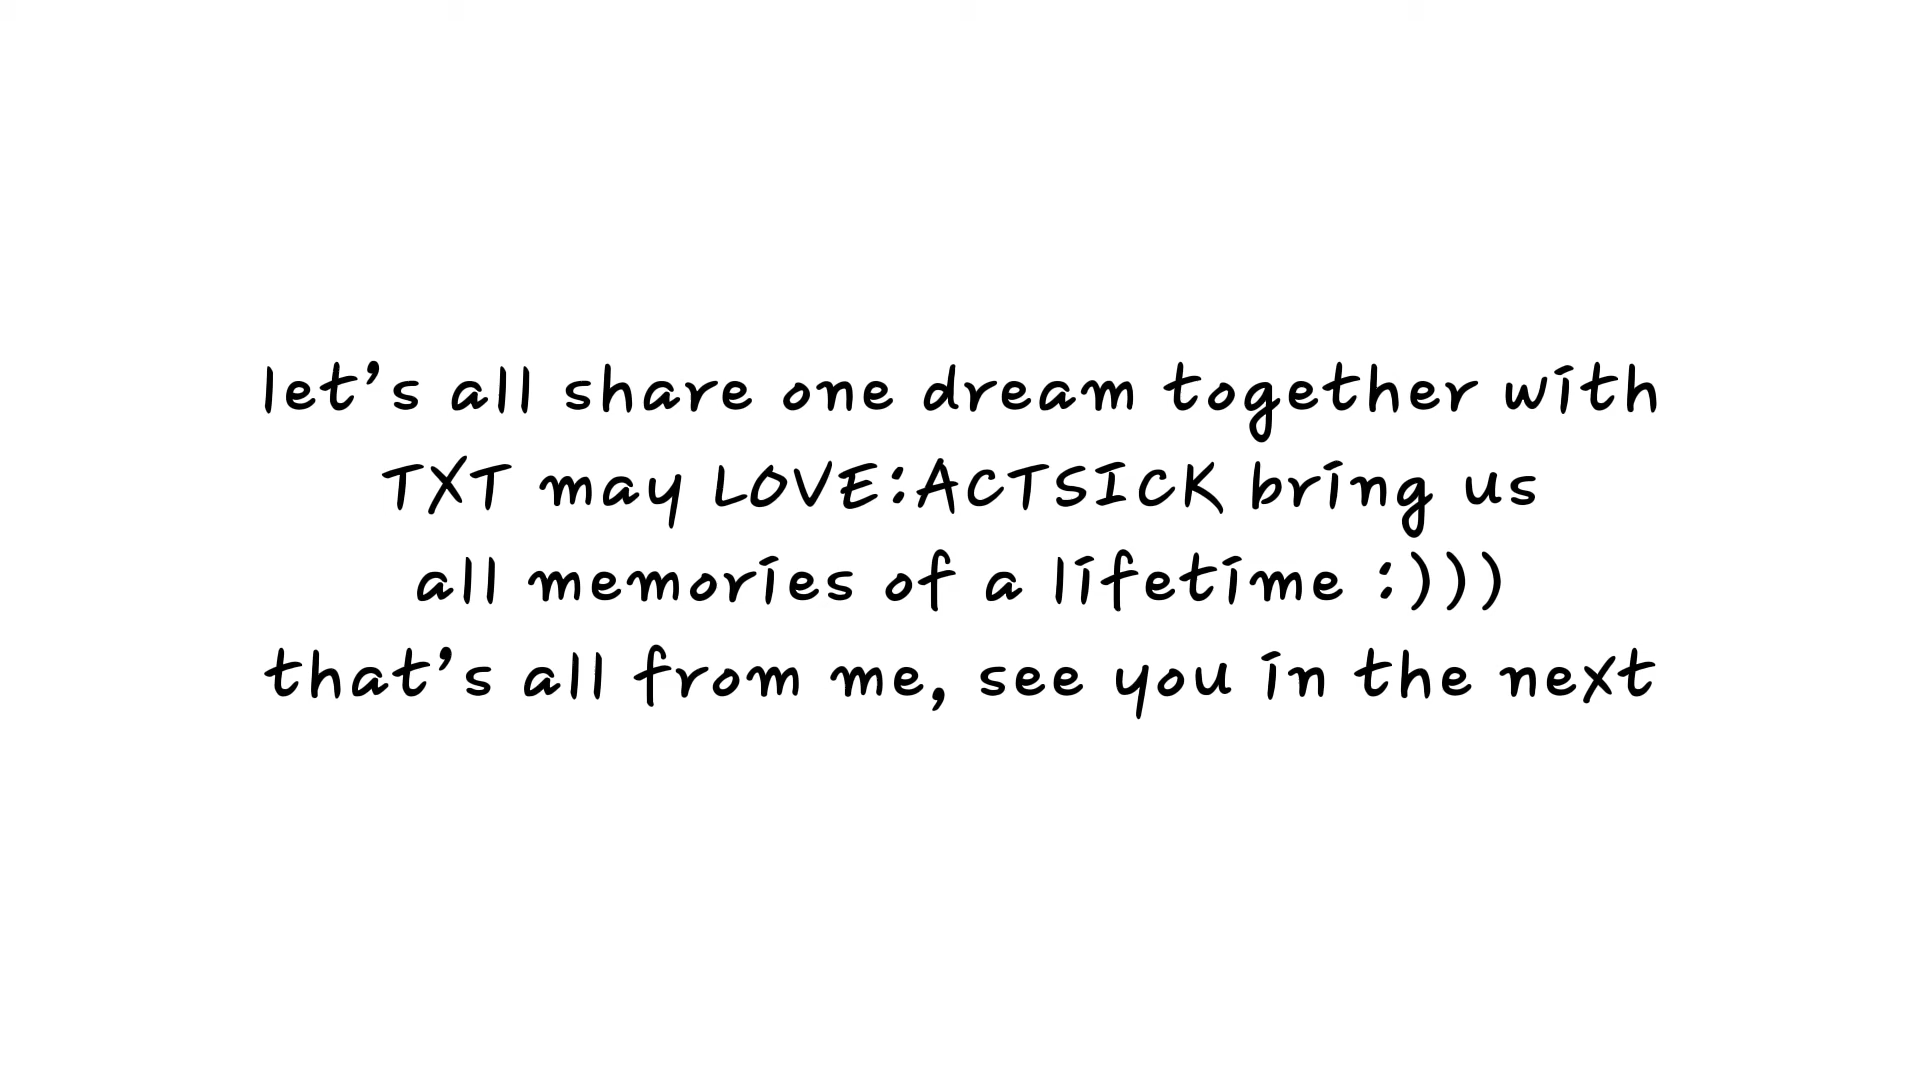 let’s all share one dream together with
TXT may LOVE:ACTSICK bring us
all memories of a lifetime :)))
that’s all from me, see you in the next